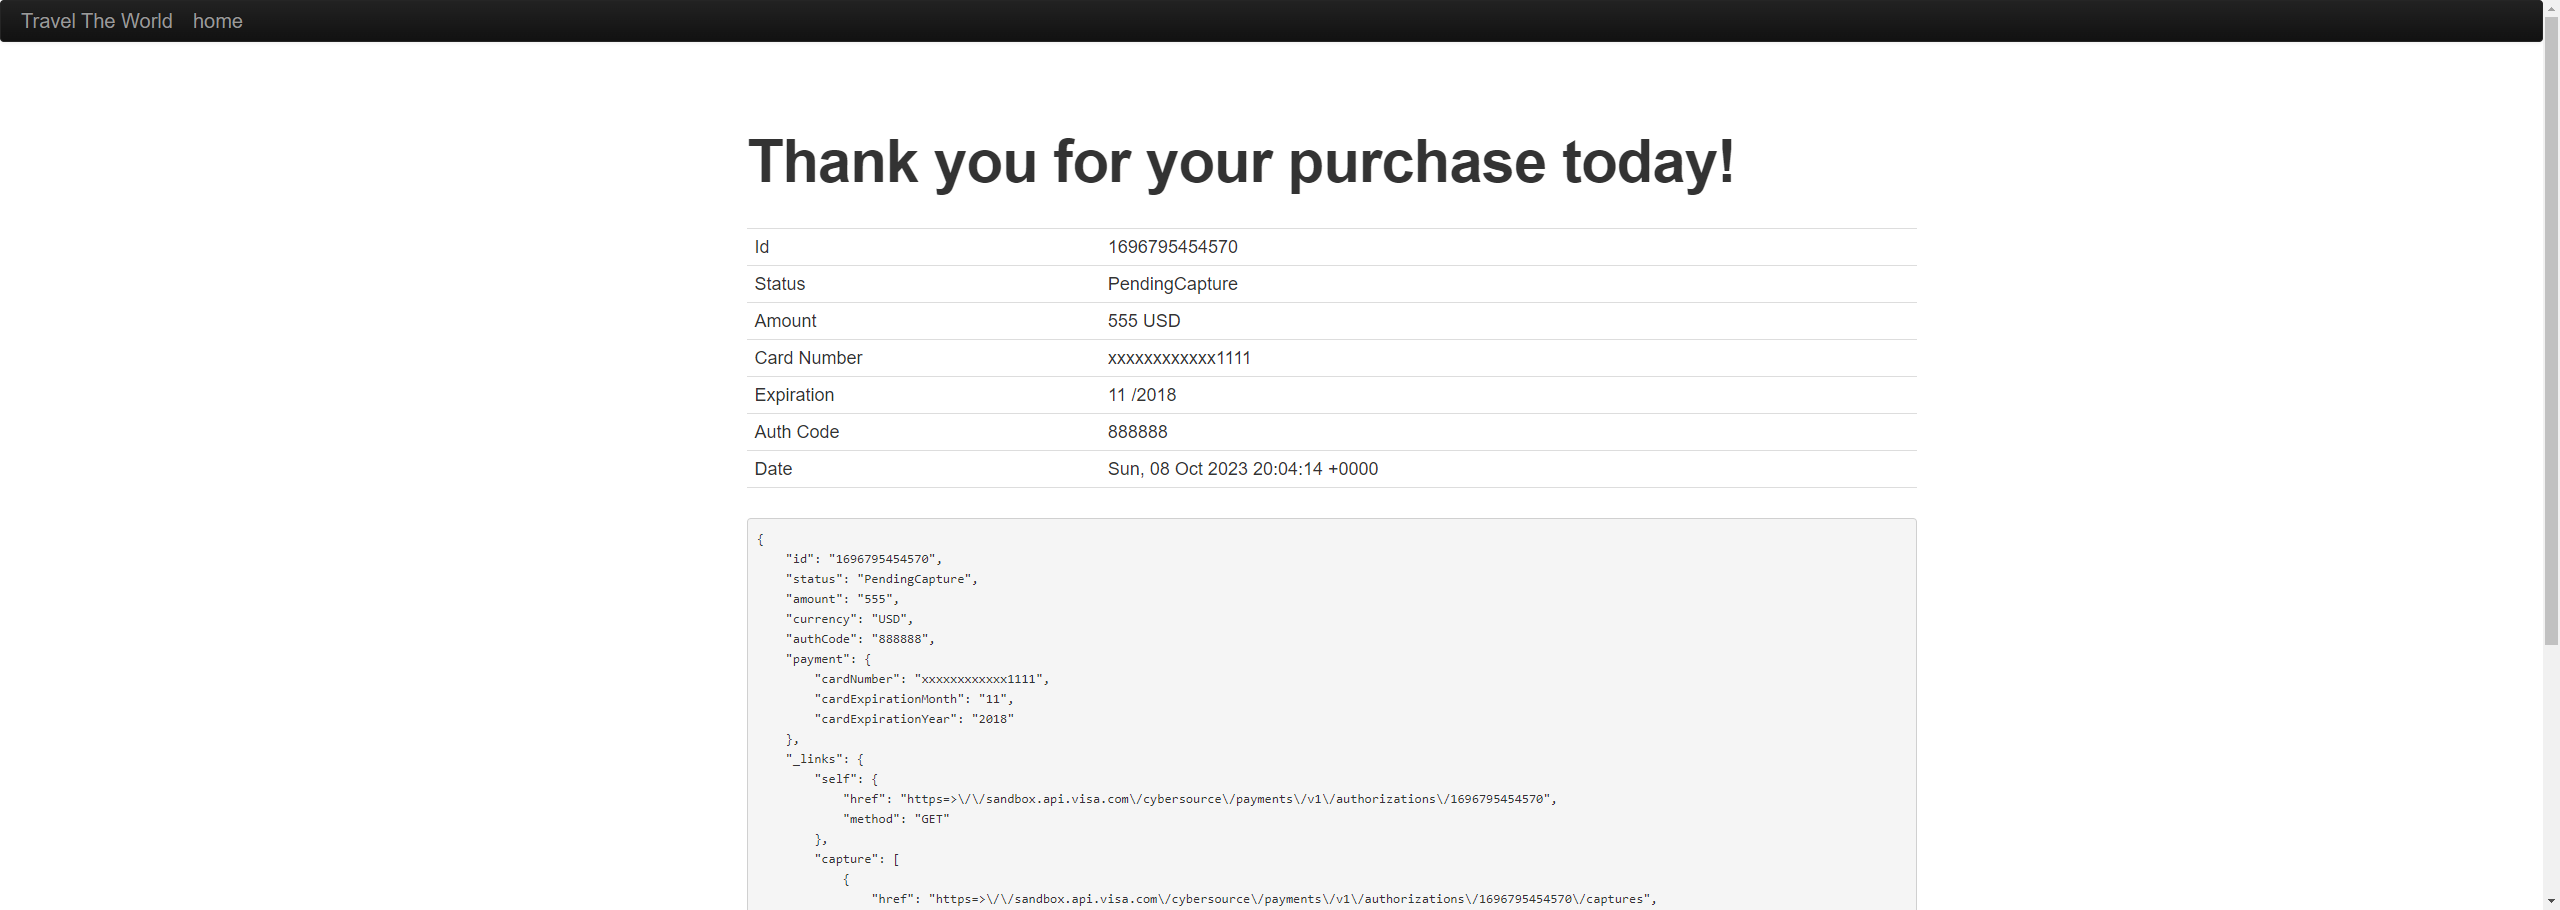 Travel The World home
Thank you for your purchase today!
Id 1696795454570
Status PendingCapture
Amount 555 USD
Card Number xxxxxxxxxxxx1111
Expiration 11 /2018
Auth Code 888888
Date Sun, 08 Oct 2023 20:04:14 +0000
{
    "id": "1696795454570",
    "status": "PendingCapture",
    "amount": "555",
    "currency": "USD",
    "authCode": "888888",
    "payment": {
        "cardNumber": "xxxxxxxxxxxx1111",
        "cardExpirationMonth": "11",
        "cardExpirationYear": "2018"
    },
    "_links": {
        "self": {
            "href": "https=>\/\/sandbox.api.visa.com\/cybersource\/payments\/v1\/authorizations\/1696795454570",
            "method": "GET"
        },
        "capture": [
            {
                "href": "https=>\/\/sandbox.api.visa.com\/cybersource\/payments\/v1\/authorizations\/1696795454570\/captures",